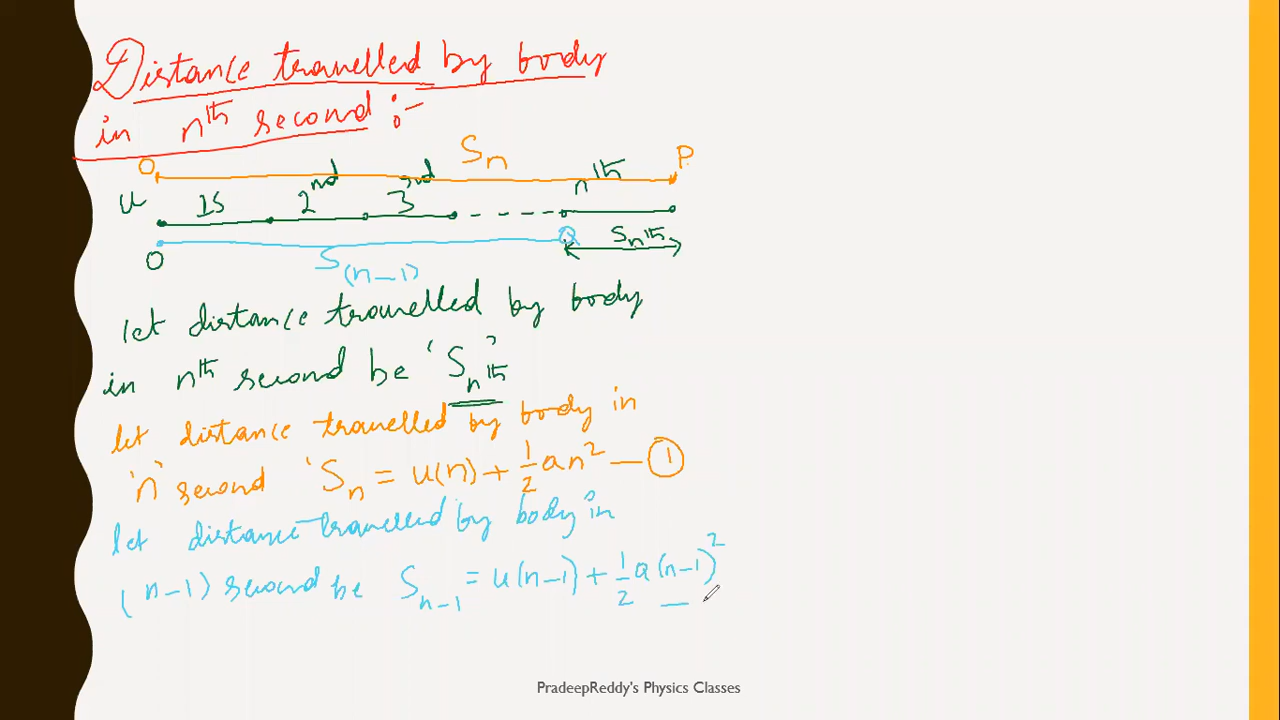 Distance travelled by body
in nth second :-
O Sn P
U 1s 2nd 3rd nth
O S(n-1) Q Snth
let distance travelled by body
in nth second be 'Snth'
let distance travelled by body in
'n' second 'Sn = u(n) + 1/2 an² — ①
let distance travelled by body in
(n-1) second be Sn-1 = u(n-1) + 1/2 a(n-1)² —
PradeepReddy's Physics Classes